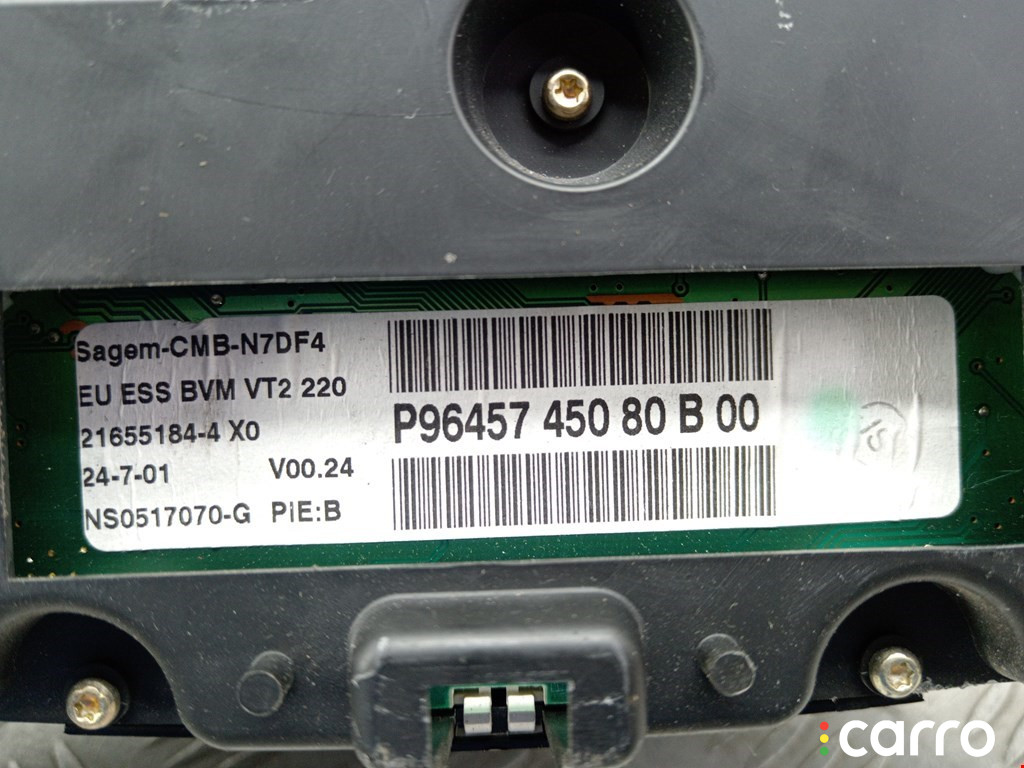 Sagem-CMB-N7DF4
EU ESS BVM VT2 220
21655184-4 X0
24-7-01 V00.24
NS0517070-G PIE:B
P96457 450 80 B 00
carro